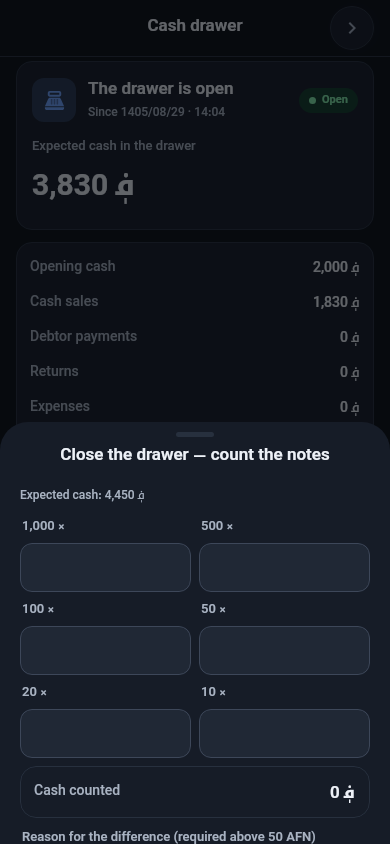 Cash drawer
The drawer is open
Since 1405/08/29 · 14:04
Open
Expected cash in the drawer
3,830 ؋
Opening cash 2,000 ؋
Cash sales 1,830 ؋
Debtor payments 0 ؋
Returns 0 ؋
Expenses 0 ؋
Close the drawer — count the notes
Expected cash: 4,450 ؋
1,000 × 500 ×
100 × 50 ×
20 × 10 ×
Cash counted 0 ؋
Reason for the difference (required above 50 AFN)